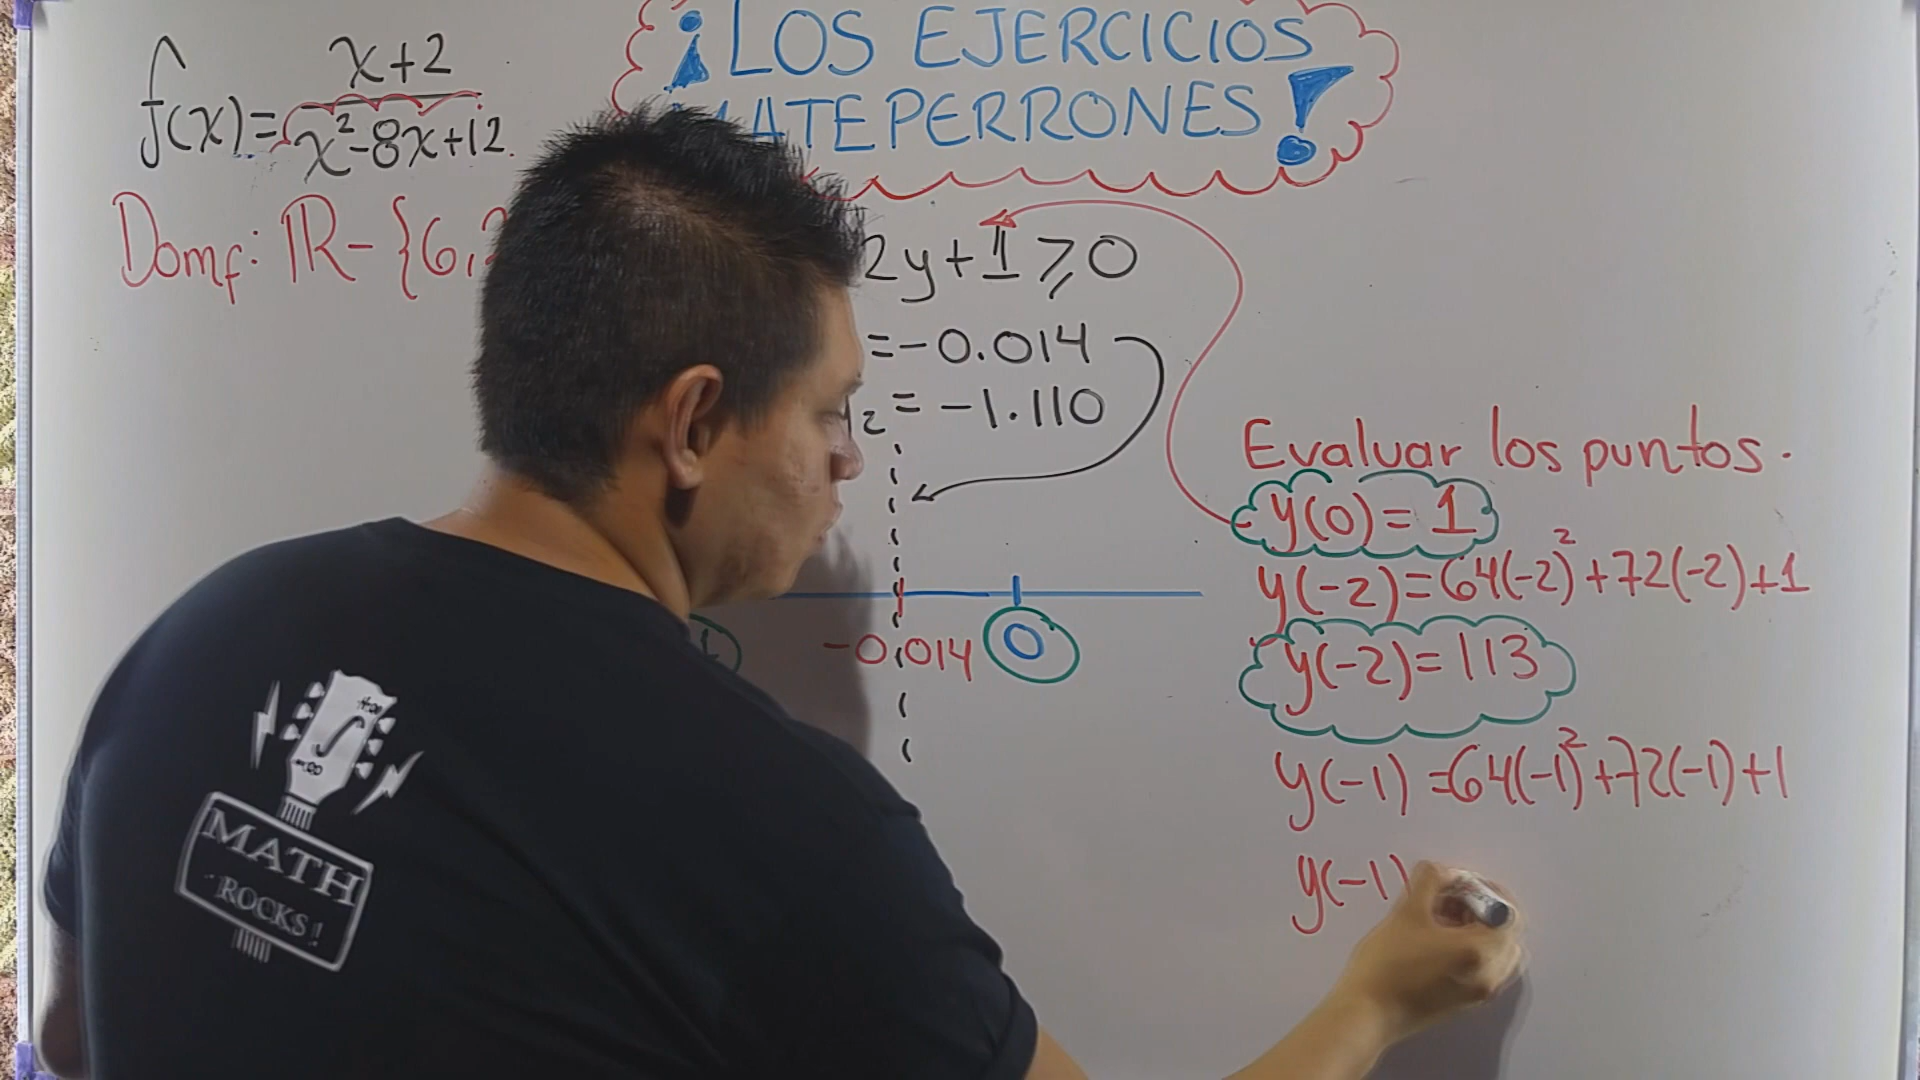 ¡LOS EJERCICIOS
MATEPERRONES!
x+2
f(x)=
x²-8x+12
Domf: ℝ-{6,
2y+1⩾0
=-0.014
₂=-1.110
Evaluar los puntos.
y(0)=1
y(-2)=64(-2)²+72(-2)+1
y(-2)=113
y(-1)=64(-1)²+72(-1)+1
y(-1)
-0.014
0
MATH
ROCKS!